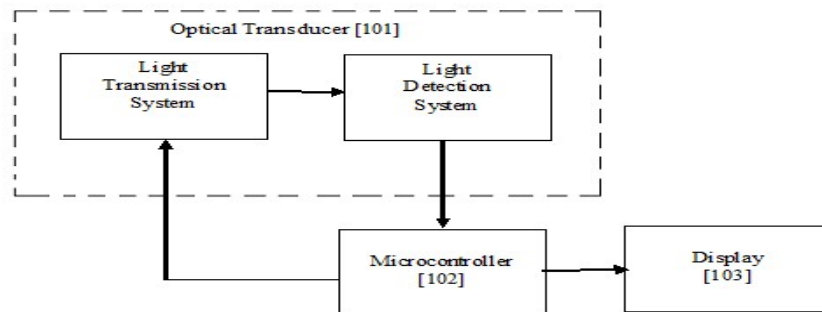 Optical Transducer [101]
Light
Transmission
System
Light
Detection
System
Microcontroller
[102]
Display
[103]